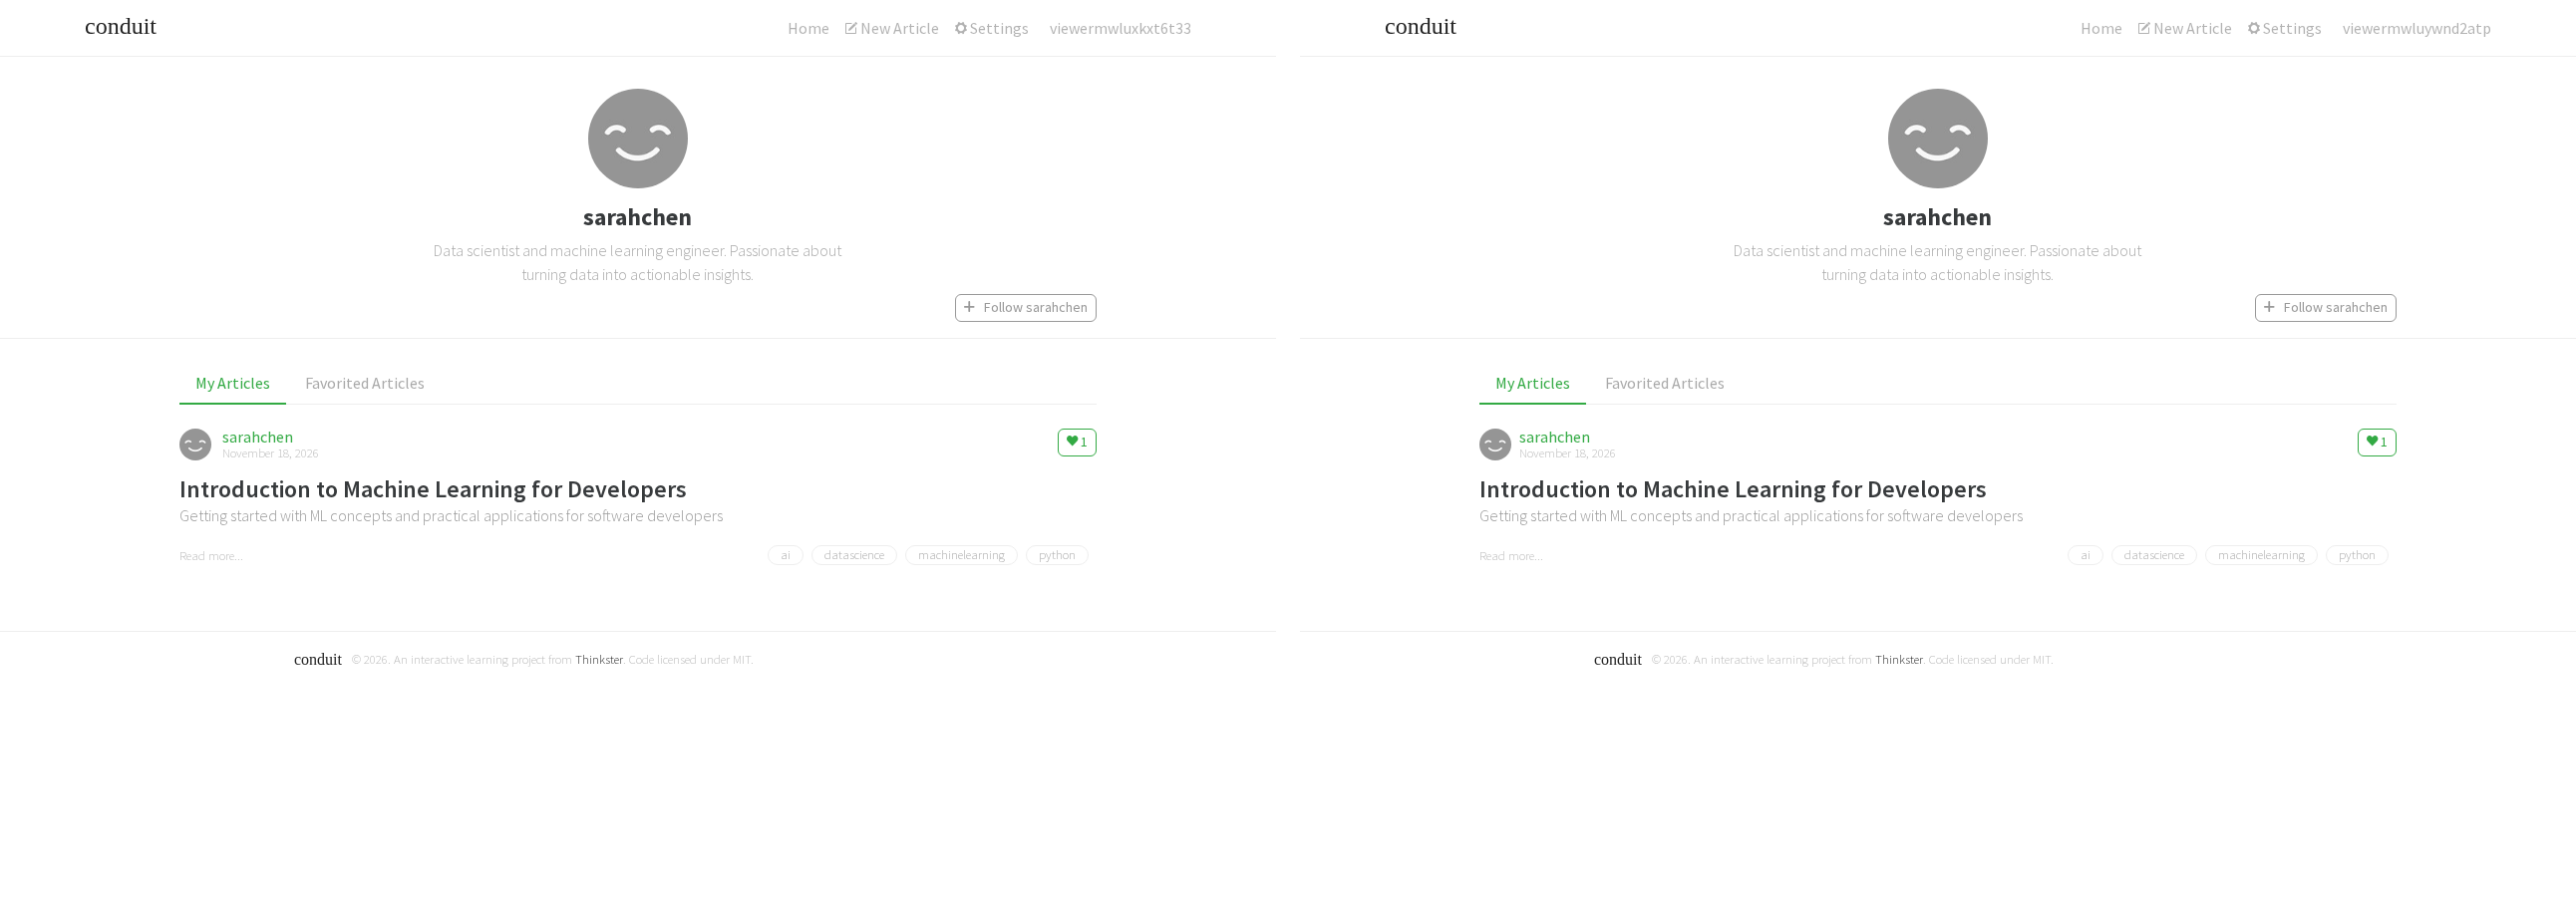 conduit
Home New Article Settings viewermwluxkxt6t33
sarahchen
Data scientist and machine learning engineer. Passionate about
turning data into actionable insights.
Follow sarahchen
My Articles Favorited Articles
sarahchen
November 18, 2026
1
Introduction to Machine Learning for Developers
Getting started with ML concepts and practical applications for software developers
Read more...
ai datascience machinelearning python
conduit © 2026. An interactive learning project from Thinkster. Code licensed under MIT.
conduit
Home New Article Settings viewermwluywnd2atp
sarahchen
Data scientist and machine learning engineer. Passionate about
turning data into actionable insights.
Follow sarahchen
My Articles Favorited Articles
sarahchen
November 18, 2026
1
Introduction to Machine Learning for Developers
Getting started with ML concepts and practical applications for software developers
Read more...
ai datascience machinelearning python
conduit © 2026. An interactive learning project from Thinkster. Code licensed under MIT.